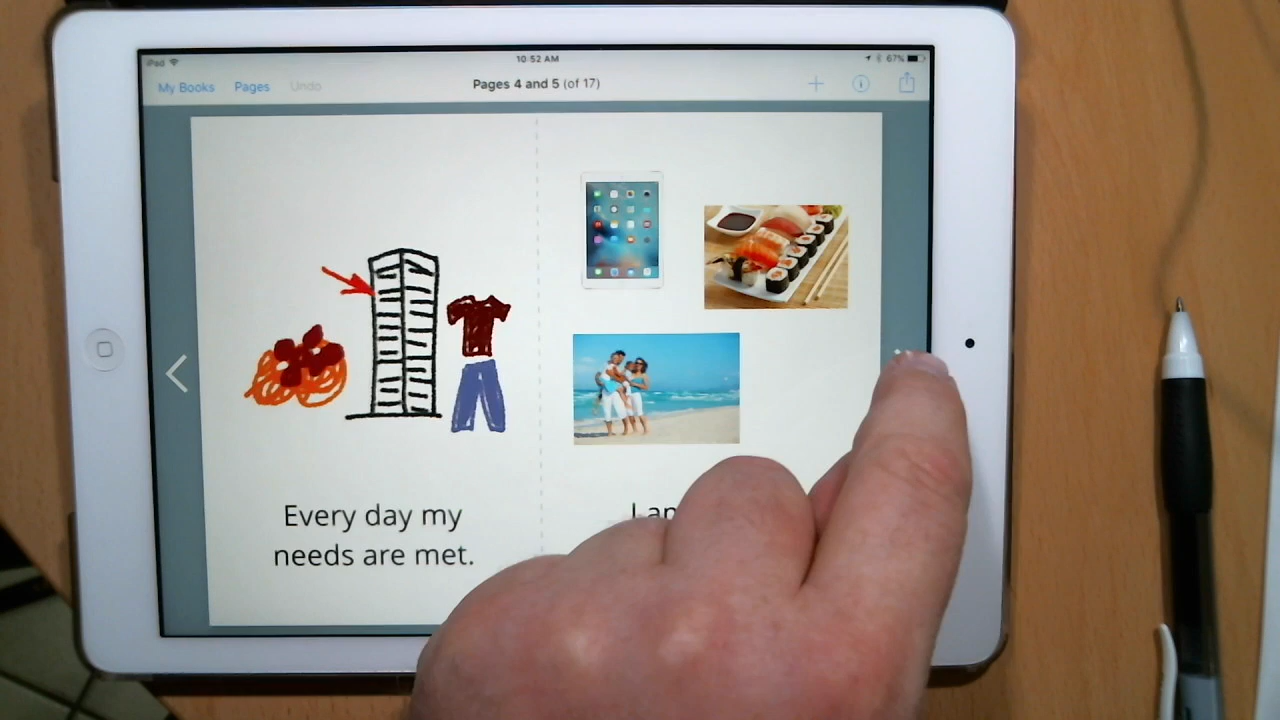 iPad
10:52 AM
67%
My Books
Pages
Undo
Pages 4 and 5 (of 17)
Every day my
needs are met.
I